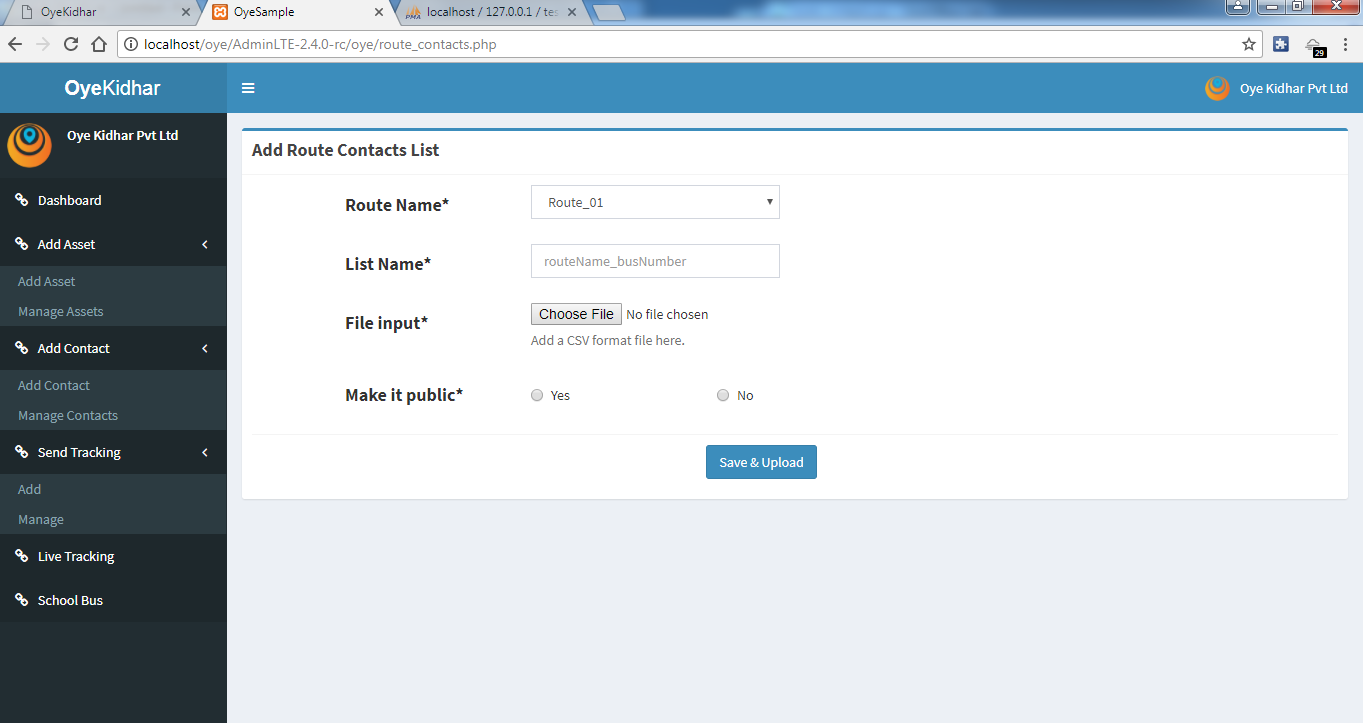 OyeKidhar
OyeSample
localhost / 127.0.0.1 / tes
localhost/oye/AdminLTE-2.4.0-rc/oye/route_contacts.php
29
OyeKidhar
Oye Kidhar Pvt Ltd
Oye Kidhar Pvt Ltd
Dashboard
Add Asset
Add Asset
Manage Assets
Add Contact
Add Contact
Manage Contacts
Send Tracking
Add
Manage
Live Tracking
School Bus
Add Route Contacts List
Route Name*
Route_01
List Name*
routeName_busNumber
File input*
Choose File No file chosen
Add a CSV format file here.
Make it public*
Yes
No
Save & Upload